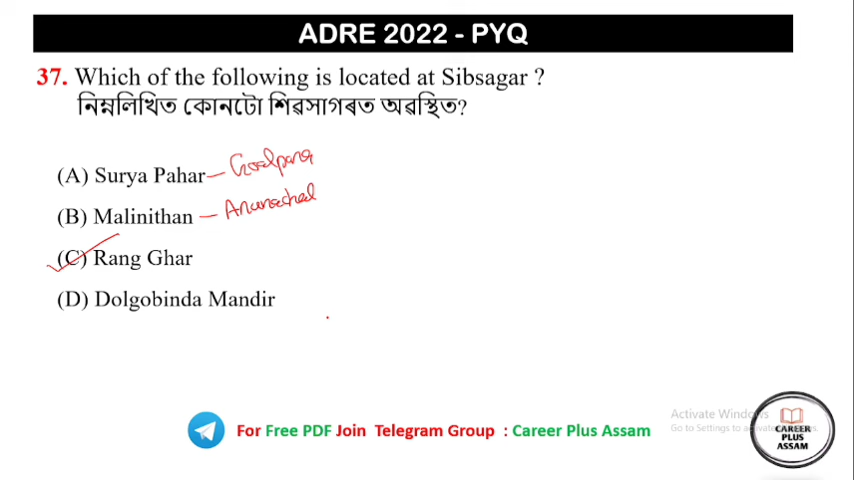 ADRE 2022 - PYQ
37. Which of the following is located at Sibsagar ?
নিম্নলিখিত কোনটো শিৱসাগৰত অৱস্থিত?
(A) Surya Pahar – Goalpara
(B) Malinithan – Arunachal
(C) Rang Ghar
(D) Dolgobinda Mandir
For Free PDF Join Telegram Group : Career Plus Assam
Activate Windows
Go to Settings to activate
CAREER
PLUS
ASSAM